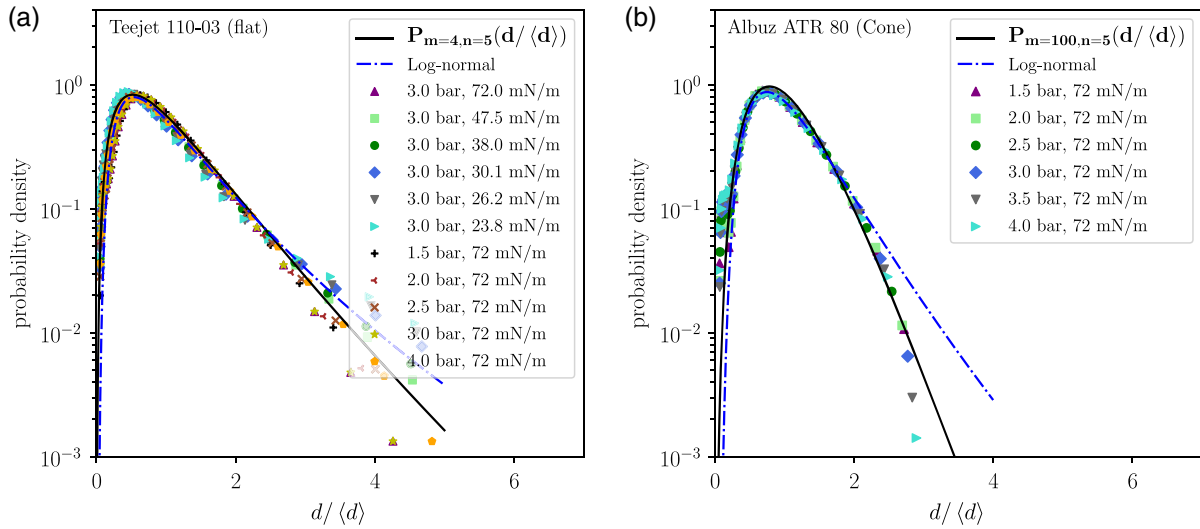 (a)
Teejet 110-03 (flat)
P_{m=4,n=5}(d/ ⟨d⟩)
Log-normal
3.0 bar, 72.0 mN/m
3.0 bar, 47.5 mN/m
3.0 bar, 38.0 mN/m
3.0 bar, 30.1 mN/m
3.0 bar, 26.2 mN/m
3.0 bar, 23.8 mN/m
1.5 bar, 72 mN/m
2.0 bar, 72 mN/m
2.5 bar, 72 mN/m
3.0 bar, 72 mN/m
4.0 bar, 72 mN/m
probability density
10^0
10^{-1}
10^{-2}
10^{-3}
0 2 4 6
d/ ⟨d⟩
(b)
Albuz ATR 80 (Cone)
P_{m=100,n=5}(d/ ⟨d⟩)
Log-normal
1.5 bar, 72 mN/m
2.0 bar, 72 mN/m
2.5 bar, 72 mN/m
3.0 bar, 72 mN/m
3.5 bar, 72 mN/m
4.0 bar, 72 mN/m
probability density
10^0
10^{-1}
10^{-2}
10^{-3}
0 2 4 6
d/ ⟨d⟩